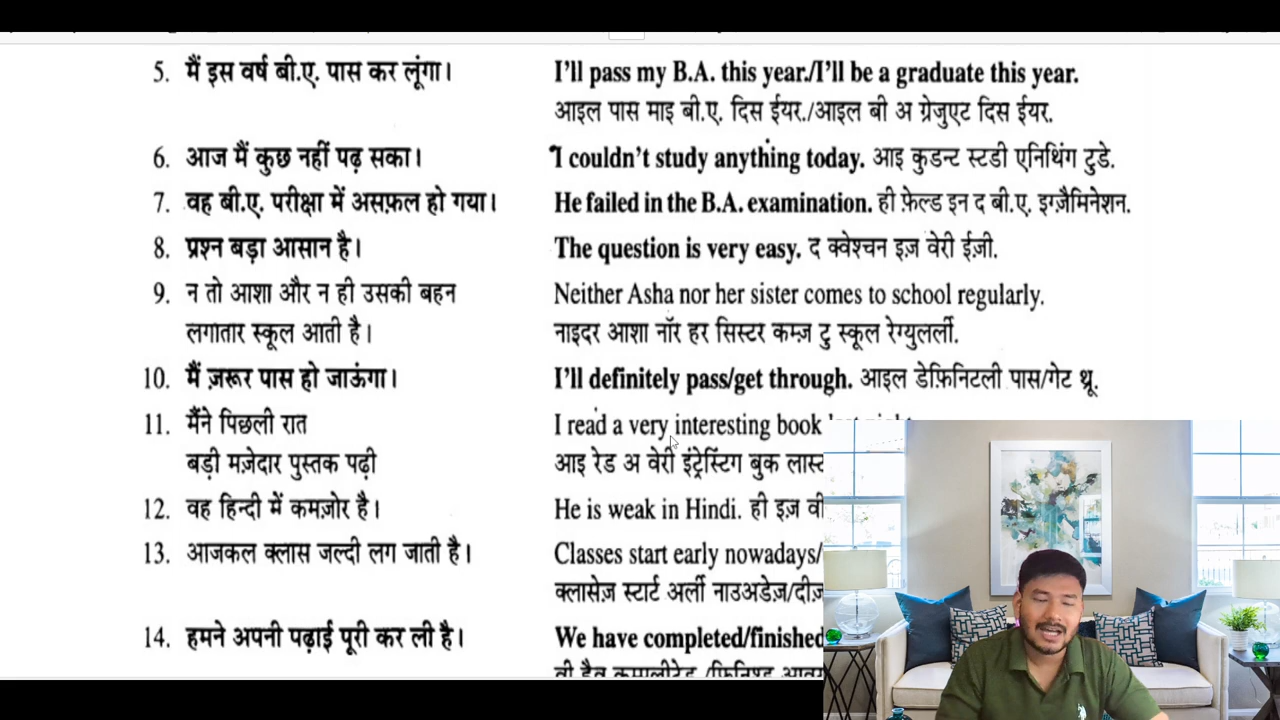 5. मैं इस वर्ष बी.ए. पास कर लूंगा। I'll pass my B.A. this year./I'll be a graduate this year.
आइल पास माइ बी.ए. दिस ईयर./आइल बी अ ग्रेजुएट दिस ईयर.
6. आज मैं कुछ नहीं पढ़ सका। I couldn't study anything today. आइ कुडन्ट स्टडी एनिथिंग टुडे.
7. वह बी.ए. परीक्षा में असफ़ल हो गया। He failed in the B.A. examination. ही फ़ेल्ड इन द बी.ए. इग्ज़ैमिनेशन.
8. प्रश्न बड़ा आसान है। The question is very easy. द क्वेश्चन इज़ वेरी ईज़ी.
9. न तो आशा और न ही उसकी बहन Neither Asha nor her sister comes to school regularly.
लगातार स्कूल आती है। नाइदर आशा नॉर हर सिस्टर कम्ज़ टु स्कूल रेग्युलर्ली.
10. मैं ज़रूर पास हो जाऊंगा। I'll definitely pass/get through. आइल डेफ़िनिटली पास/गेट थ्रू.
11. मैंने पिछली रात I read a very interesting book
बड़ी मज़ेदार पुस्तक पढ़ी आइ रेड अ वेरी इंट्रेस्टिंग बुक लास्ट
12. वह हिन्दी में कमज़ोर है। He is weak in Hindi. ही इज़ वी
13. आजकल क्लास जल्दी लग जाती है। Classes start early nowadays/
क्लासेज़ स्टार्ट अर्ली नाउअडेज़/दीज़
14. हमने अपनी पढ़ाई पूरी कर ली है। We have completed/finished